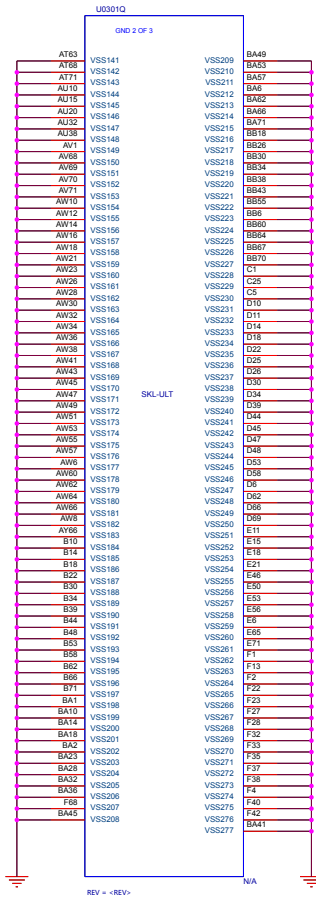 U0301Q
GND 2 OF 3
AT63 VSS141 VSS209 BA49
AT68 VSS142 VSS210 BA53
AT71 VSS143 VSS211 BA57
AU10 VSS144 VSS212 BA6
AU15 VSS145 VSS213 BA62
AU20 VSS146 VSS214 BA66
AU32 VSS147 VSS215 BA71
AU38 VSS148 VSS216 BB18
AV1 VSS149 VSS217 BB26
AV68 VSS150 VSS218 BB30
AV69 VSS151 VSS219 BB34
AV70 VSS152 VSS220 BB38
AV71 VSS153 VSS221 BB43
AW10 VSS154 VSS222 BB55
AW12 VSS155 VSS223 BB6
AW14 VSS156 VSS224 BB60
AW16 VSS157 VSS225 BB64
AW18 VSS158 VSS226 BB67
AW21 VSS159 VSS227 BB70
AW23 VSS160 VSS228 C1
AW26 VSS161 VSS229 C25
AW28 VSS162 VSS230 C5
AW30 VSS163 VSS231 D10
AW32 VSS164 VSS232 D11
AW34 VSS165 VSS233 D14
AW36 VSS166 VSS234 D18
AW38 VSS167 VSS235 D22
AW41 VSS168 VSS236 D25
AW43 VSS169 VSS237 D26
AW45 VSS170 VSS238 D30
AW47 VSS171 SKL-ULT VSS239 D34
AW49 VSS172 VSS240 D39
AW51 VSS173 VSS241 D44
AW53 VSS174 VSS242 D45
AW55 VSS175 VSS243 D47
AW57 VSS176 VSS244 D48
AW6 VSS177 VSS245 D53
AW60 VSS178 VSS246 D58
AW62 VSS179 VSS247 D6
AW64 VSS180 VSS248 D62
AW66 VSS181 VSS249 D66
AW8 VSS182 VSS250 D69
AY66 VSS183 VSS251 E11
B10 VSS184 VSS252 E15
B14 VSS185 VSS253 E18
B18 VSS186 VSS254 E21
B22 VSS187 VSS255 E46
B30 VSS188 VSS256 E50
B34 VSS189 VSS257 E53
B39 VSS190 VSS258 E56
B44 VSS191 VSS259 E6
B48 VSS192 VSS260 E65
B53 VSS193 VSS261 E71
B58 VSS194 VSS262 F1
B62 VSS195 VSS263 F13
B66 VSS196 VSS264 F2
B71 VSS197 VSS265 F22
BA1 VSS198 VSS266 F23
BA10 VSS199 VSS267 F27
BA14 VSS200 VSS268 F28
BA18 VSS201 VSS269 F32
BA2 VSS202 VSS270 F33
BA23 VSS203 VSS271 F35
BA28 VSS204 VSS272 F37
BA32 VSS205 VSS273 F38
BA36 VSS206 VSS274 F4
F68 VSS207 VSS275 F40
BA45 VSS208 VSS276 F42
VSS277 BA41
N/A
REV = <REV>